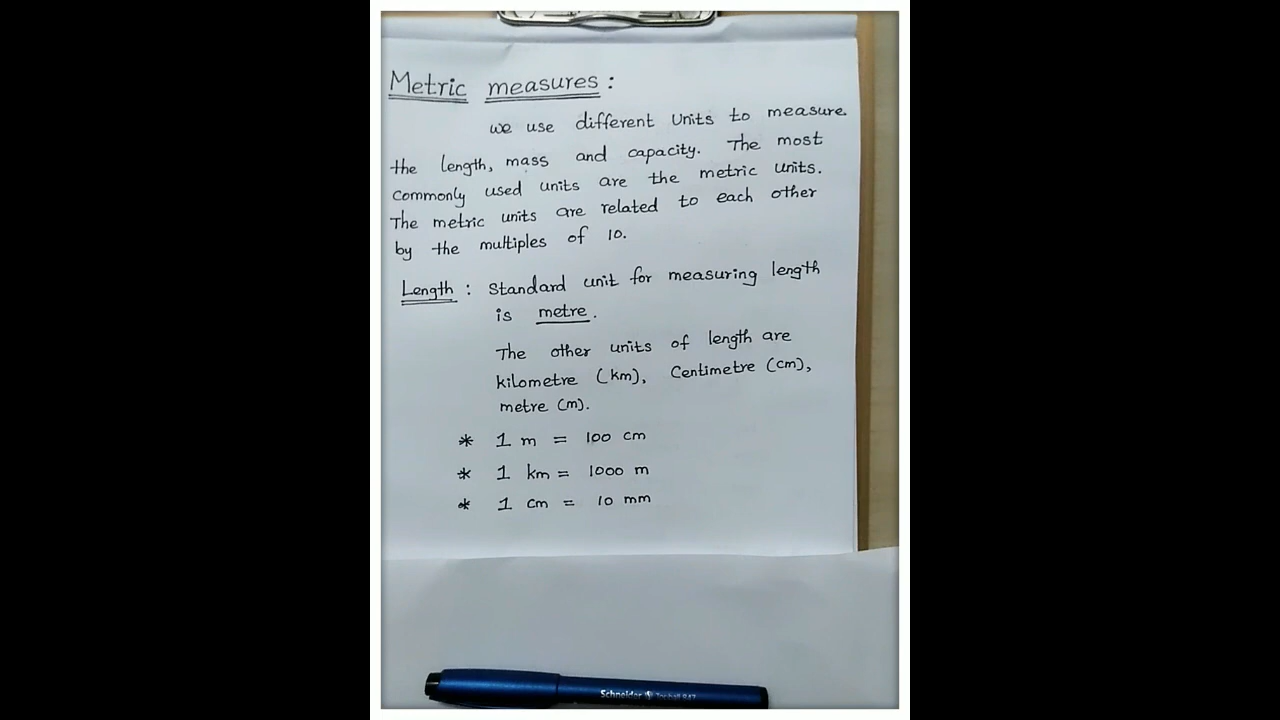 Metric measures :
we use different Units to measure
the length, mass and capacity. The most
Commonly used units are the metric units.
The metric units are related to each other
by the multiples of 10.
Length : Standard unit for measuring length
is metre.
The other units of length are
kilometre (km), Centimetre (cm),
metre (m).
* 1 m = 100 cm
* 1 km = 1000 m
* 1 cm = 10 mm
Schneider